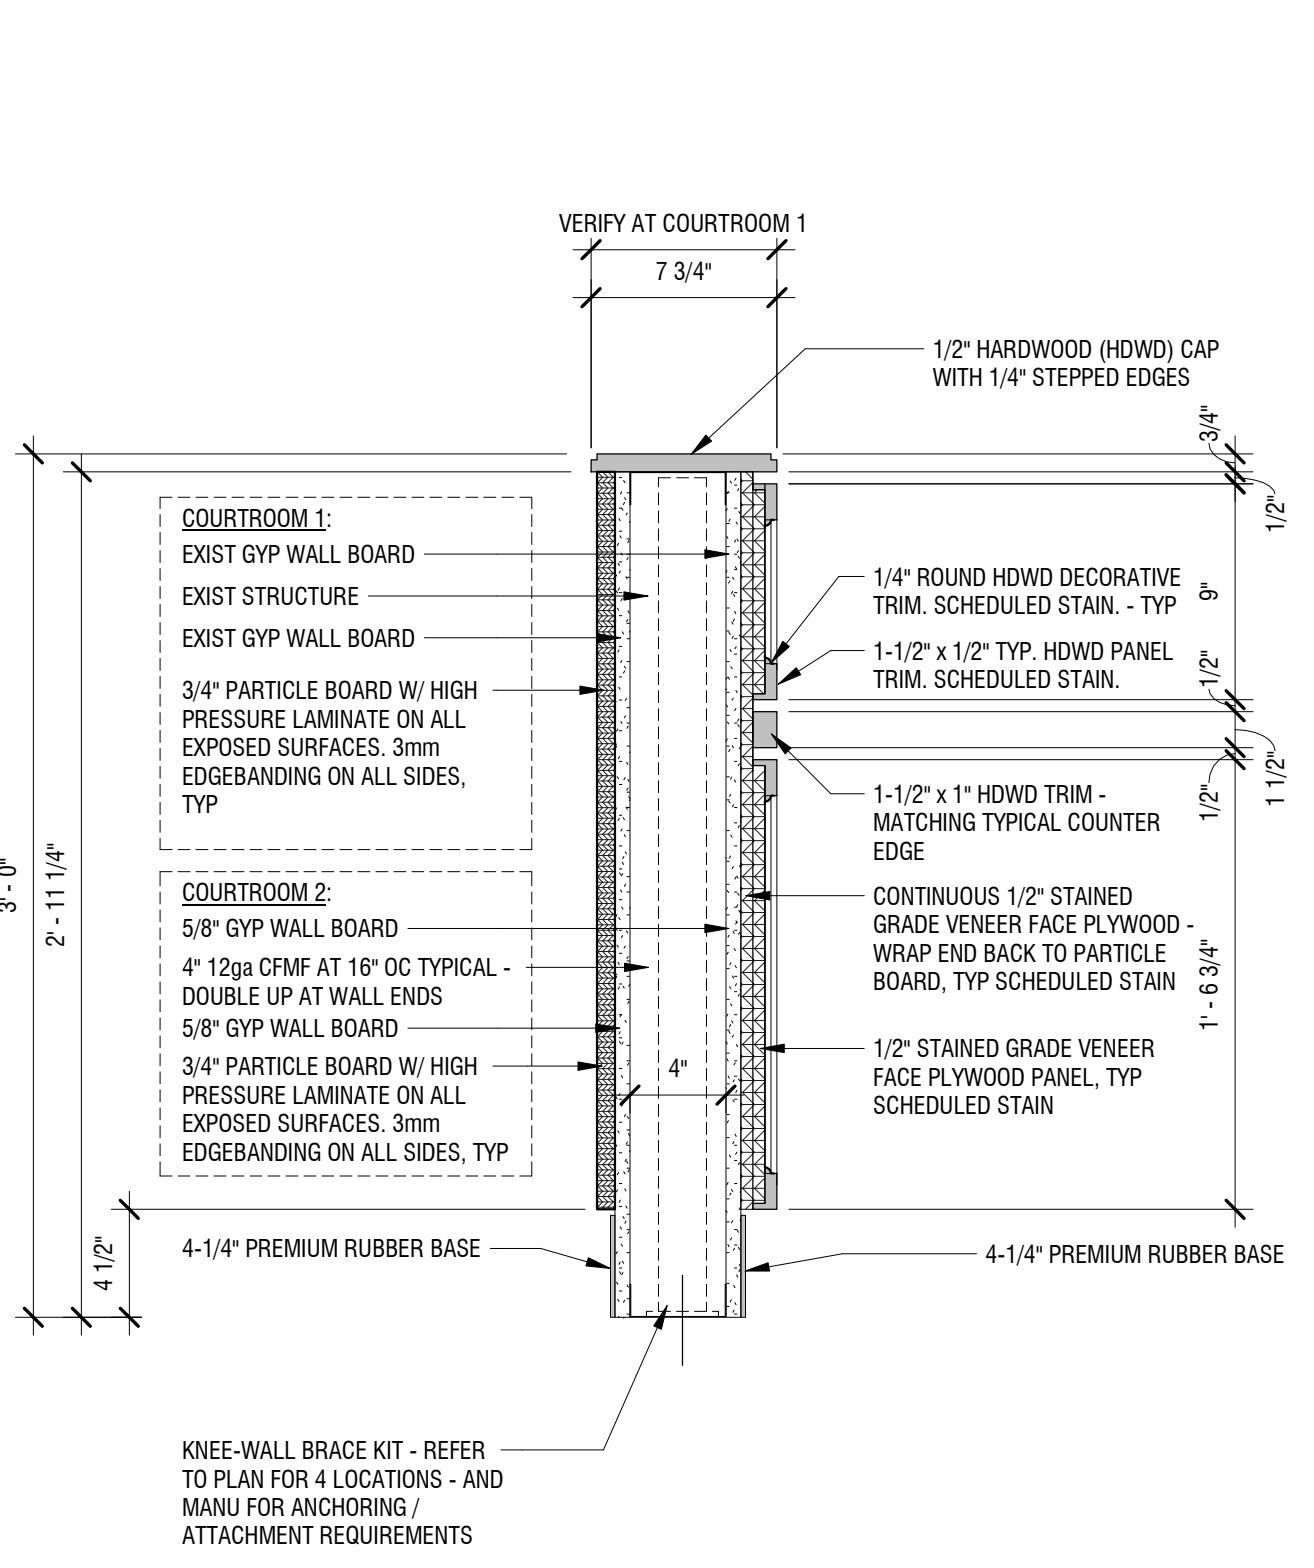 VERIFY AT COURTROOM 1
7 3/4"
1/2" HARDWOOD (HDWD) CAP
WITH 1/4" STEPPED EDGES
3/4"
1/2"
9"
1/2"
1 1/2"
1/2"
1' - 6 3/4"
3' - 0"
2' - 11 1/4"
4 1/2"
COURTROOM 1:
EXIST GYP WALL BOARD
EXIST STRUCTURE
EXIST GYP WALL BOARD
3/4" PARTICLE BOARD W/ HIGH
PRESSURE LAMINATE ON ALL
EXPOSED SURFACES. 3mm
EDGEBANDING ON ALL SIDES,
TYP
COURTROOM 2:
5/8" GYP WALL BOARD
4" 12ga CFMF AT 16" OC TYPICAL -
DOUBLE UP AT WALL ENDS
5/8" GYP WALL BOARD
3/4" PARTICLE BOARD W/ HIGH
PRESSURE LAMINATE ON ALL
EXPOSED SURFACES. 3mm
EDGEBANDING ON ALL SIDES, TYP
4"
1/4" ROUND HDWD DECORATIVE
TRIM. SCHEDULED STAIN. - TYP
1-1/2" x 1/2" TYP. HDWD PANEL
TRIM. SCHEDULED STAIN.
1-1/2" x 1" HDWD TRIM -
MATCHING TYPICAL COUNTER
EDGE
CONTINUOUS 1/2" STAINED
GRADE VENEER FACE PLYWOOD -
WRAP END BACK TO PARTICLE
BOARD, TYP SCHEDULED STAIN
1/2" STAINED GRADE VENEER
FACE PLYWOOD PANEL, TYP
SCHEDULED STAIN
4-1/4" PREMIUM RUBBER BASE
4-1/4" PREMIUM RUBBER BASE
KNEE-WALL BRACE KIT - REFER
TO PLAN FOR 4 LOCATIONS - AND
MANU FOR ANCHORING /
ATTACHMENT REQUIREMENTS